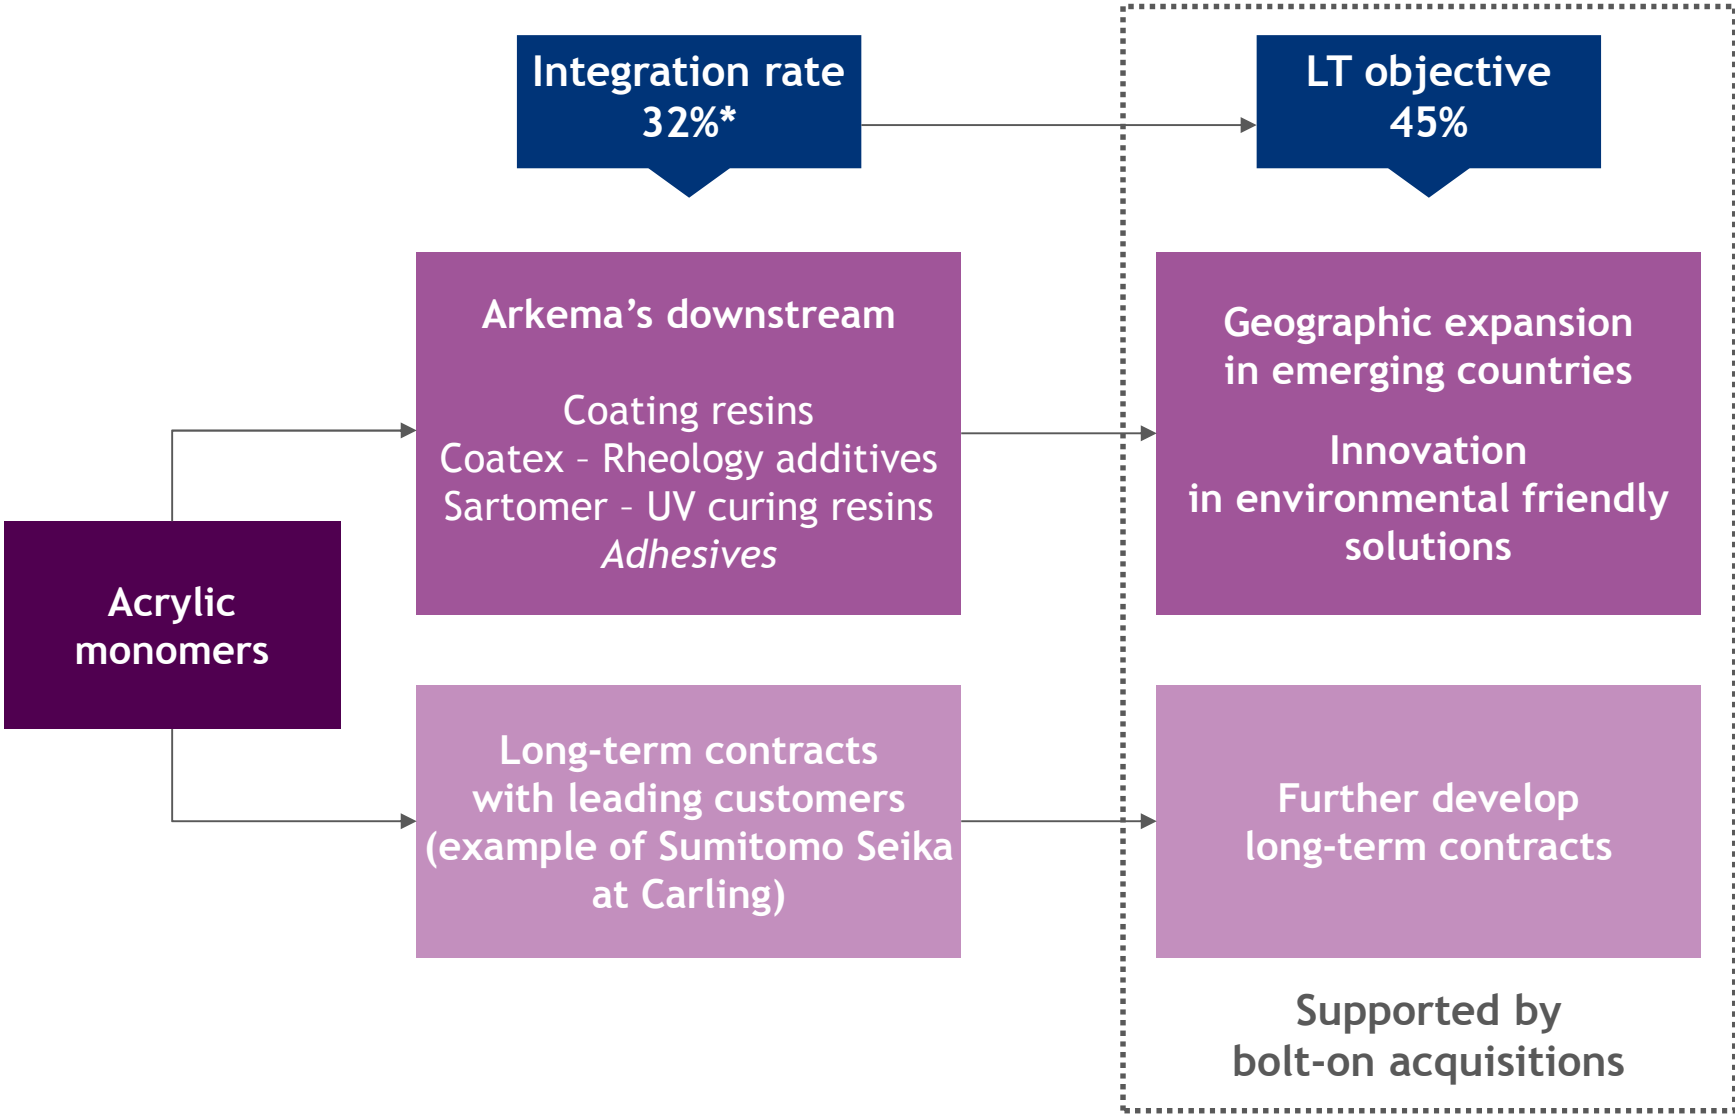 Integration rate
32%*
LT objective
45%
Arkema’s downstream
Coating resins
Coatex – Rheology additives
Sartomer – UV curing resins
Adhesives
Geographic expansion
in emerging countries
Innovation
in environmental friendly
solutions
Acrylic
monomers
Long-term contracts
with leading customers
(example of Sumitomo Seika
at Carling)
Further develop
long-term contracts
Supported by
bolt-on acquisitions